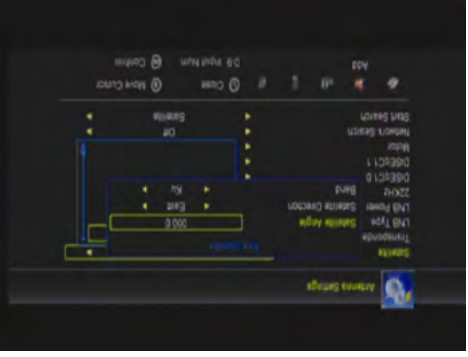 Antenna Settings
Satellite
Transponde
LNB Type
LNB Power
22KHz
DiSEqC1.0
DiSEqC1.1
Motor
Network Search
Off
Start Search
Satellite
Satellite Angle
000.0
Satellite Direction
East
Band
Ku
Add
Close
Move Cursor
0-9 Input Num
Confirm